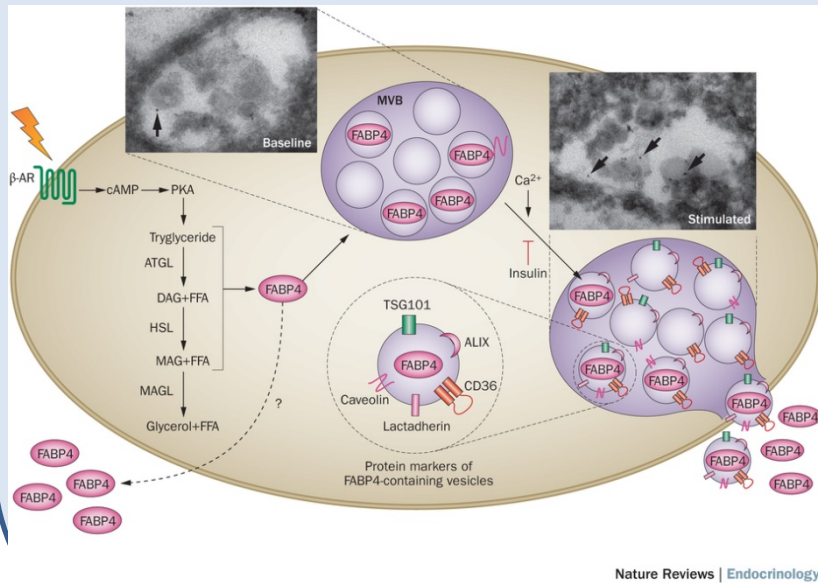 Baseline
MVB
FABP4
FABP4
FABP4
FABP4
Stimulated
β-AR
cAMP
PKA
Tryglyceride
ATGL
DAG+FFA
HSL
MAG+FFA
MAGL
Glycerol+FFA
FABP4
?
Ca2+
Insulin
TSG101
ALIX
FABP4
CD36
Caveolin
Lactadherin
Protein markers of
FABP4-containing vesicles
FABP4
FABP4
FABP4
FABP4
FABP4
FABP4
FABP4
FABP4
FABP4
FABP4
FABP4
FABP4
Nature Reviews | Endocrinology